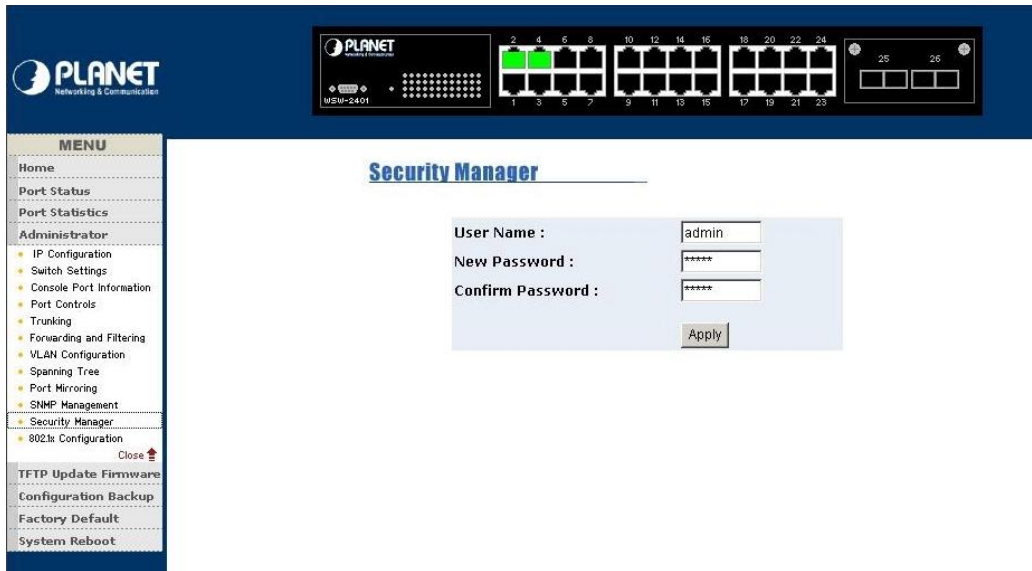 PLANET
Networking & Communication
PLANET
Networking & Communication
WSW-2401
2 4 6 8 10 12 14 16 18 20 22 24
1 3 5 7 9 11 13 15 17 19 21 23
25 26
MENU
Home
Port Status
Port Statistics
Administrator
IP Configuration
Switch Settings
Console Port Information
Port Controls
Trunking
Forwarding and Filtering
VLAN Configuration
Spanning Tree
Port Mirroring
SNMP Management
Security Manager
802.1x Configuration
Close
TFTP Update Firmware
Configuration Backup
Factory Default
System Reboot
Security Manager
User Name : admin
New Password : *****
Confirm Password : *****
Apply